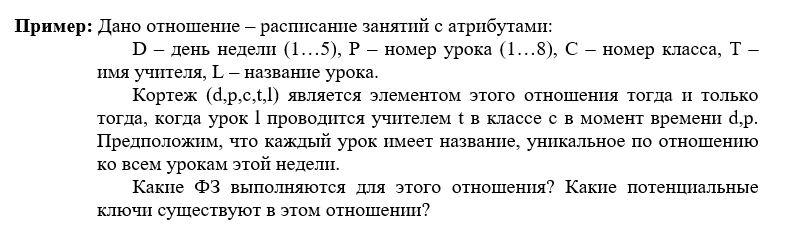 Пример: Дано отношение – расписание занятий с атрибутами:
D – день недели (1…5), P – номер урока (1…8), C – номер класса, T –
имя учителя, L – название урока.
Кортеж (d,p,c,t,l) является элементом этого отношения тогда и только
тогда, когда урок l проводится учителем t в классе c в момент времени d,p.
Предположим, что каждый урок имеет название, уникальное по отношению
ко всем урокам этой недели.
Какие ФЗ выполняются для этого отношения? Какие потенциальные
ключи существуют в этом отношении?